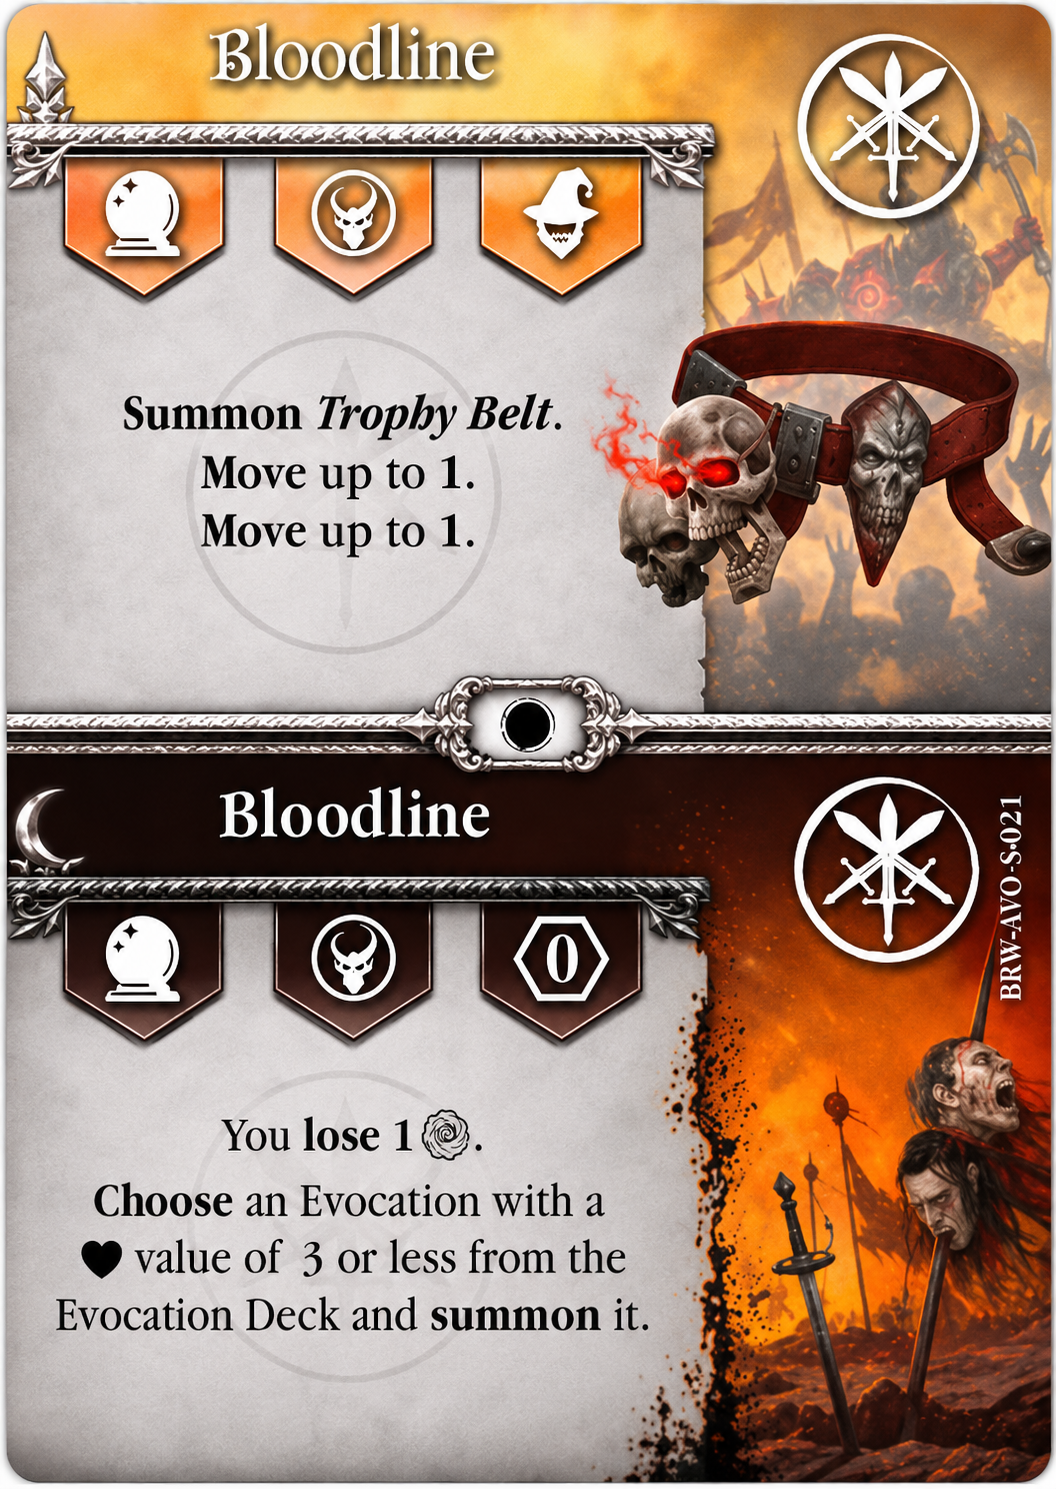 Bloodline
Summon Trophy Belt.
Move up to 1.
Move up to 1.
Bloodline
BRW-AVO-S-021
0
You lose 1 .
Choose an Evocation with a
value of 3 or less from the
Evocation Deck and summon it.